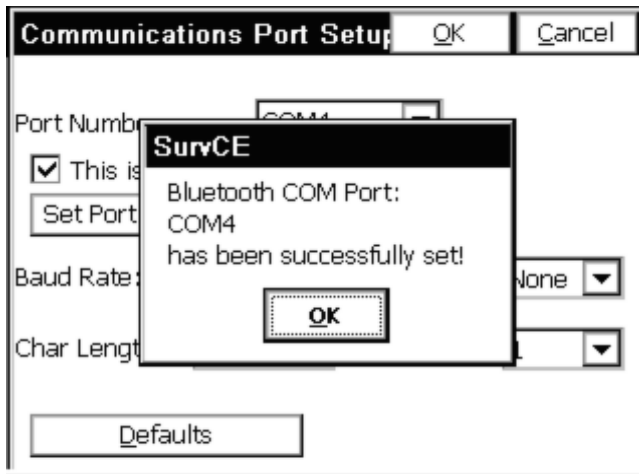 Communications Port Setup OK Cancel
Port Numbe COM4
SurvCE
This is
Bluetooth COM Port:
COM4
has been successfully set!
Set Port
Baud Rate: None
OK
Char Lengt 1
Defaults